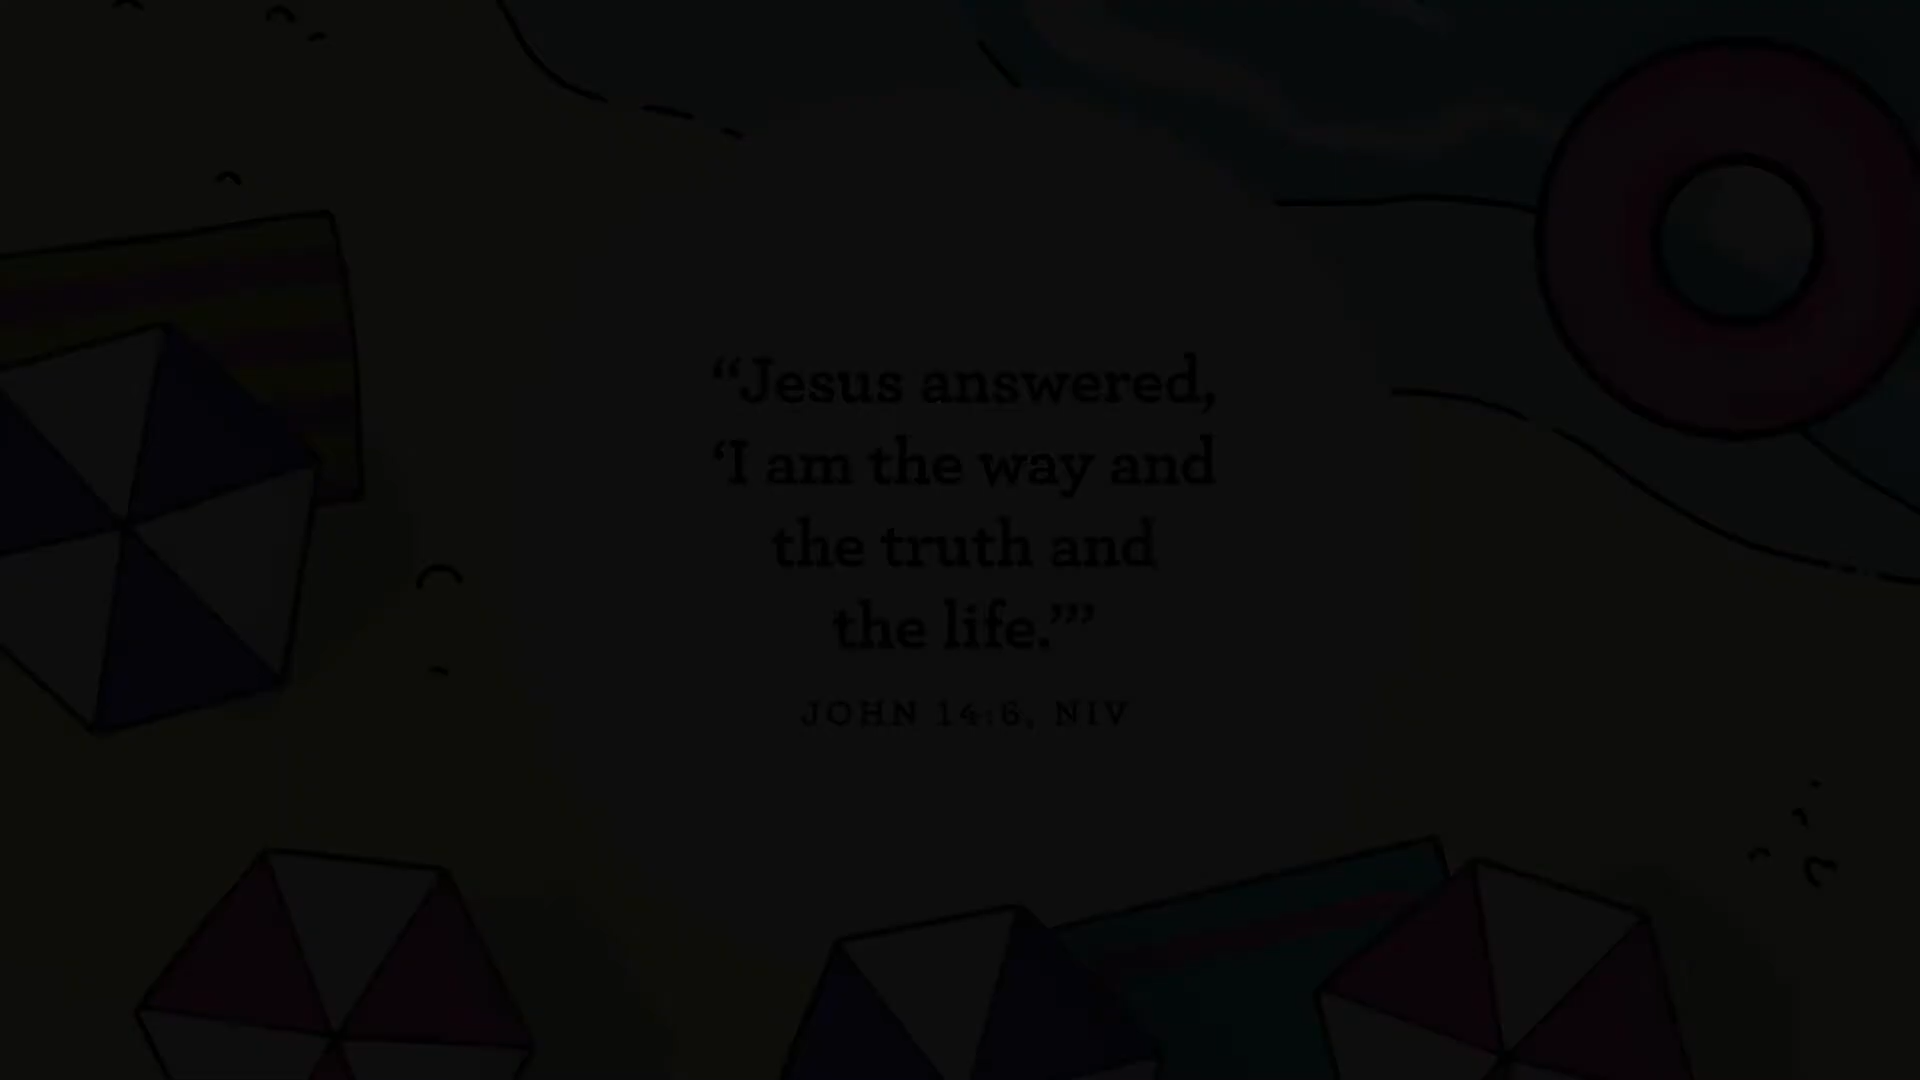 “Jesus answered,
‘I am the way and
the truth and
the life.’”
JOHN 14:6, NIV